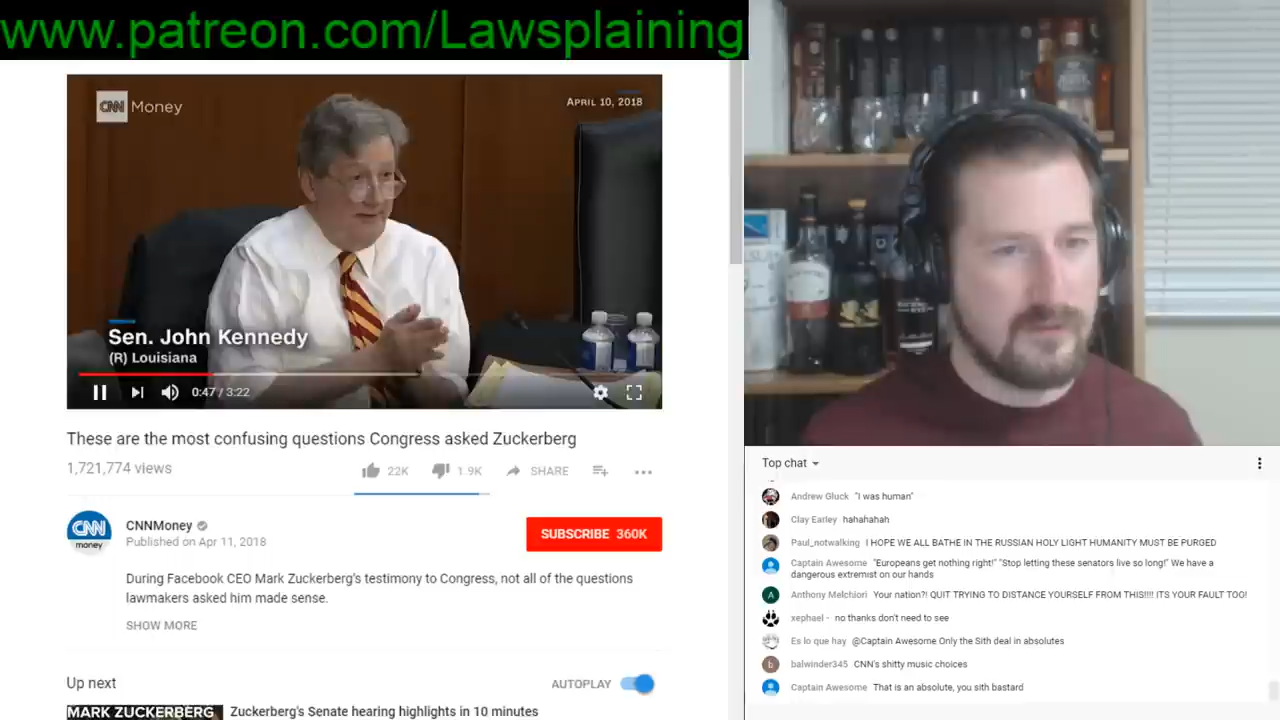 www.patreon.com/Lawsplaining
CNN Money
APRIL 10, 2018
Sen. John Kennedy
(R) Louisiana
0:47 / 3:22
These are the most confusing questions Congress asked Zuckerberg
1,721,774 views
22K
1.9K
SHARE
CNN money
CNNMoney
Published on Apr 11, 2018
SUBSCRIBE 360K
During Facebook CEO Mark Zuckerberg's testimony to Congress, not all of the questions
lawmakers asked him made sense.
SHOW MORE
Up next
AUTOPLAY
MARK ZUCKERBERG
Zuckerberg's Senate hearing highlights in 10 minutes
Top chat
Andrew Gluck "I was human"
Clay Earley hahahahah
Paul_notwalking I HOPE WE ALL BATHE IN THE RUSSIAN HOLY LIGHT HUMANITY MUST BE PURGED
Captain Awesome "Europeans get nothing right!" "Stop letting these senators live so long!" We have a
dangerous extremist on our hands
A
Anthony Melchiori Your nation?! QUIT TRYING TO DISTANCE YOURSELF FROM THIS!!!! ITS YOUR FAULT TOO!
xephael - no thanks don't need to see
Es lo que hay @Captain Awesome Only the Sith deal in absolutes
b
balwinder345 CNN's shitty music choices
Captain Awesome That is an absolute, you sith bastard